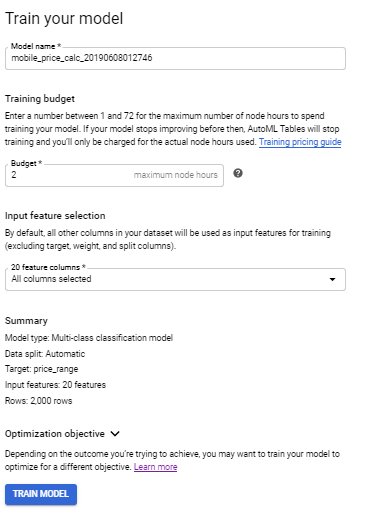 Train your model
Model name *
mobile_price_calc_20190608012746
Training budget
Enter a number between 1 and 72 for the maximum number of node hours to spend
training your model. If your model stops improving before then, AutoML Tables will stop
training and you'll only be charged for the actual node hours used. Training pricing guide
Budget *
2 maximum node hours
Input feature selection
By default, all other columns in your dataset will be used as input features for training
(excluding target, weight, and split columns).
20 feature columns *
All columns selected
Summary
Model type: Multi-class classification model
Data split: Automatic
Target: price_range
Input features: 20 features
Rows: 2,000 rows
Optimization objective
Depending on the outcome you're trying to achieve, you may want to train your model to
optimize for a different objective. Learn more
TRAIN MODEL